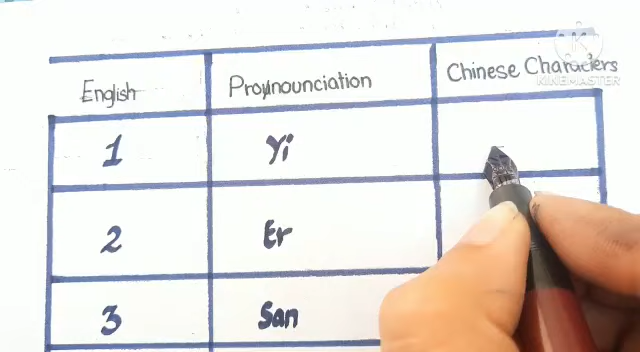 English Proynounciation Chinese Characters
K
KINEMASTER
1 Yi
2 Er
3 San